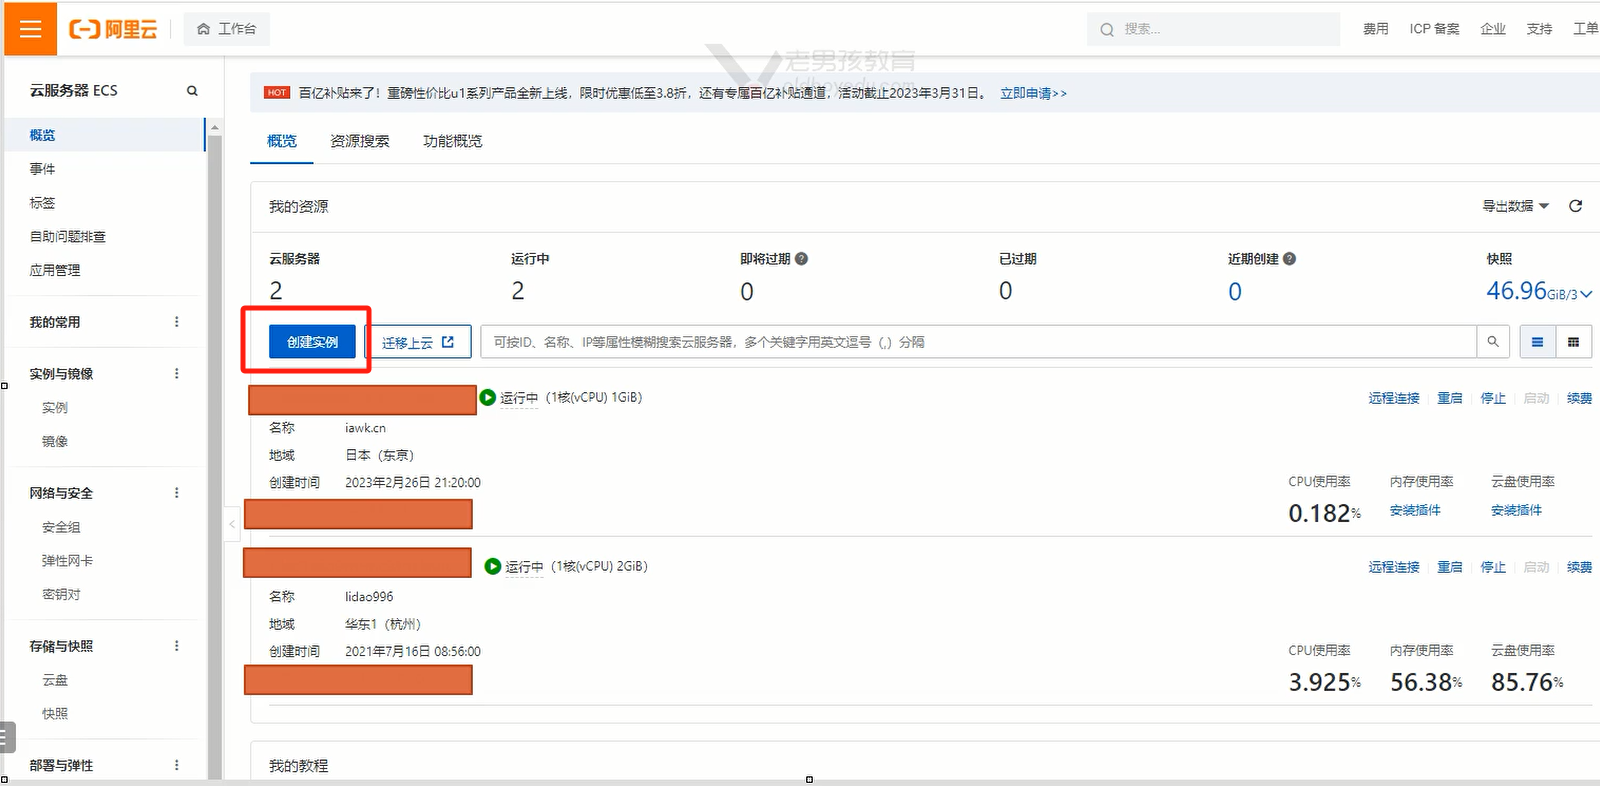 阿里云
工作台
搜索...
费用
ICP 备案
企业
支持
工单
老男孩教育
oldboyedu.com
云服务器 ECS
HOT 百亿补贴来了！重磅性价比u1系列产品全新上线，限时优惠低至3.8折，还有专属百亿补贴通道，活动截止2023年3月31日。 立即申请>>
概览
事件
标签
自助问题排查
应用管理
我的常用
实例与镜像
实例
镜像
网络与安全
安全组
弹性网卡
密钥对
存储与快照
云盘
快照
部署与弹性
概览 资源搜索 功能概览
我的资源
导出数据
云服务器 运行中 即将过期 已过期 近期创建 快照
2 2 0 0 0 46.96GiB/3
创建实例 迁移上云 可按ID、名称、IP等属性模糊搜索云服务器，多个关键字用英文逗号（,）分隔
运行中 (1核(vCPU) 1GiB) 远程连接 重启 停止 启动 续费
名称 iawk.cn
地域 日本（东京）
创建时间 2023年2月26日 21:20:00
CPU使用率 内存使用率 云盘使用率
0.182% 安装插件 安装插件
运行中 (1核(vCPU) 2GiB) 远程连接 重启 停止 启动 续费
名称 lidao996
地域 华东1（杭州）
创建时间 2021年7月16日 08:56:00
CPU使用率 内存使用率 云盘使用率
3.925% 56.38% 85.76%
我的教程